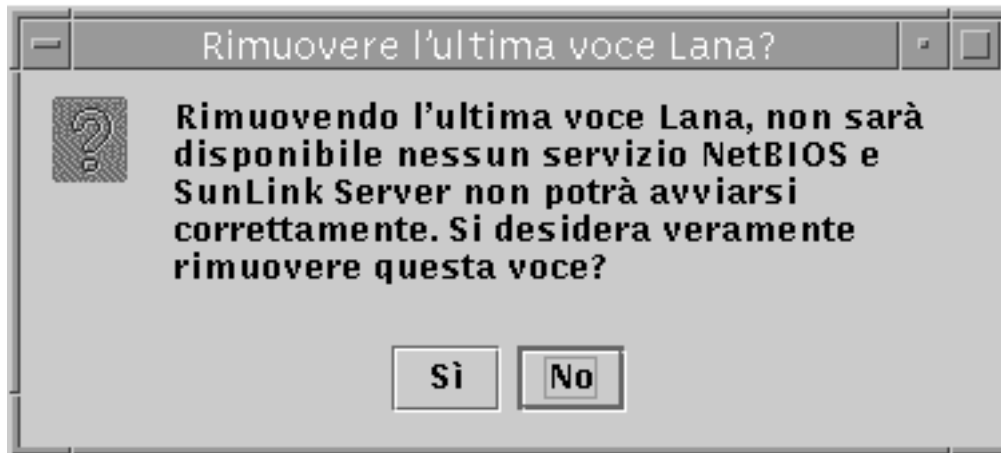 Rimuovere l'ultima voce Lana?
Rimuovendo l'ultima voce Lana, non sarà
disponibile nessun servizio NetBIOS e
SunLink Server non potrà avviarsi
correttamente. Si desidera veramente
rimuovere questa voce?
Sì
No